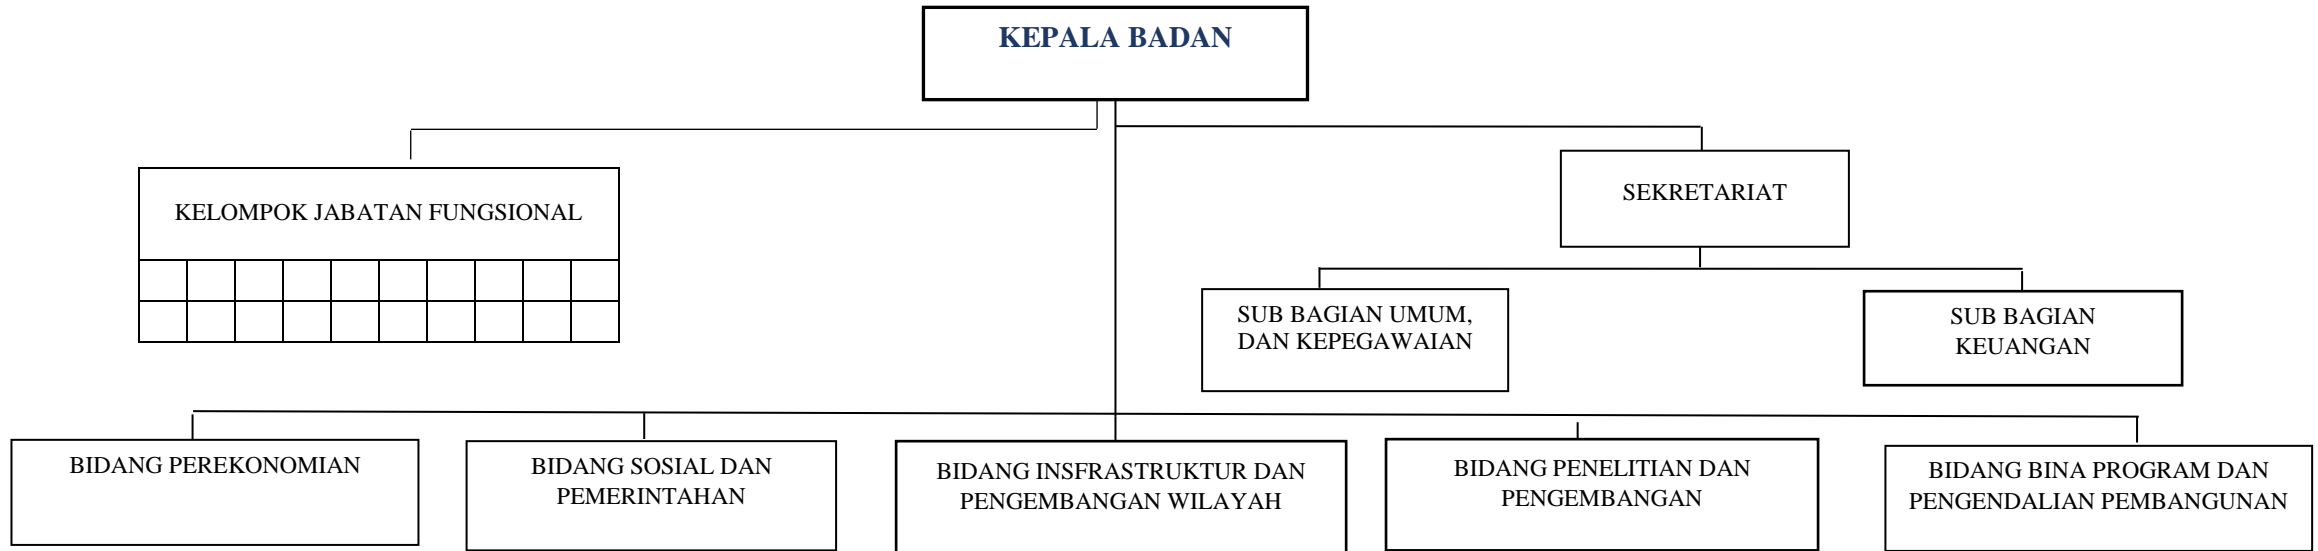 KEPALA BADAN
KELOMPOK JABATAN FUNGSIONAL
SEKRETARIAT
SUB BAGIAN UMUM,
DAN KEPEGAWAIAN
SUB BAGIAN
KEUANGAN
BIDANG PEREKONOMIAN
BIDANG SOSIAL DAN
PEMERINTAHAN
BIDANG INSFRASTRUKTUR DAN
PENGEMBANGAN WILAYAH
BIDANG PENELITIAN DAN
PENGEMBANGAN
BIDANG BINA PROGRAM DAN
PENGENDALIAN PEMBANGUNAN